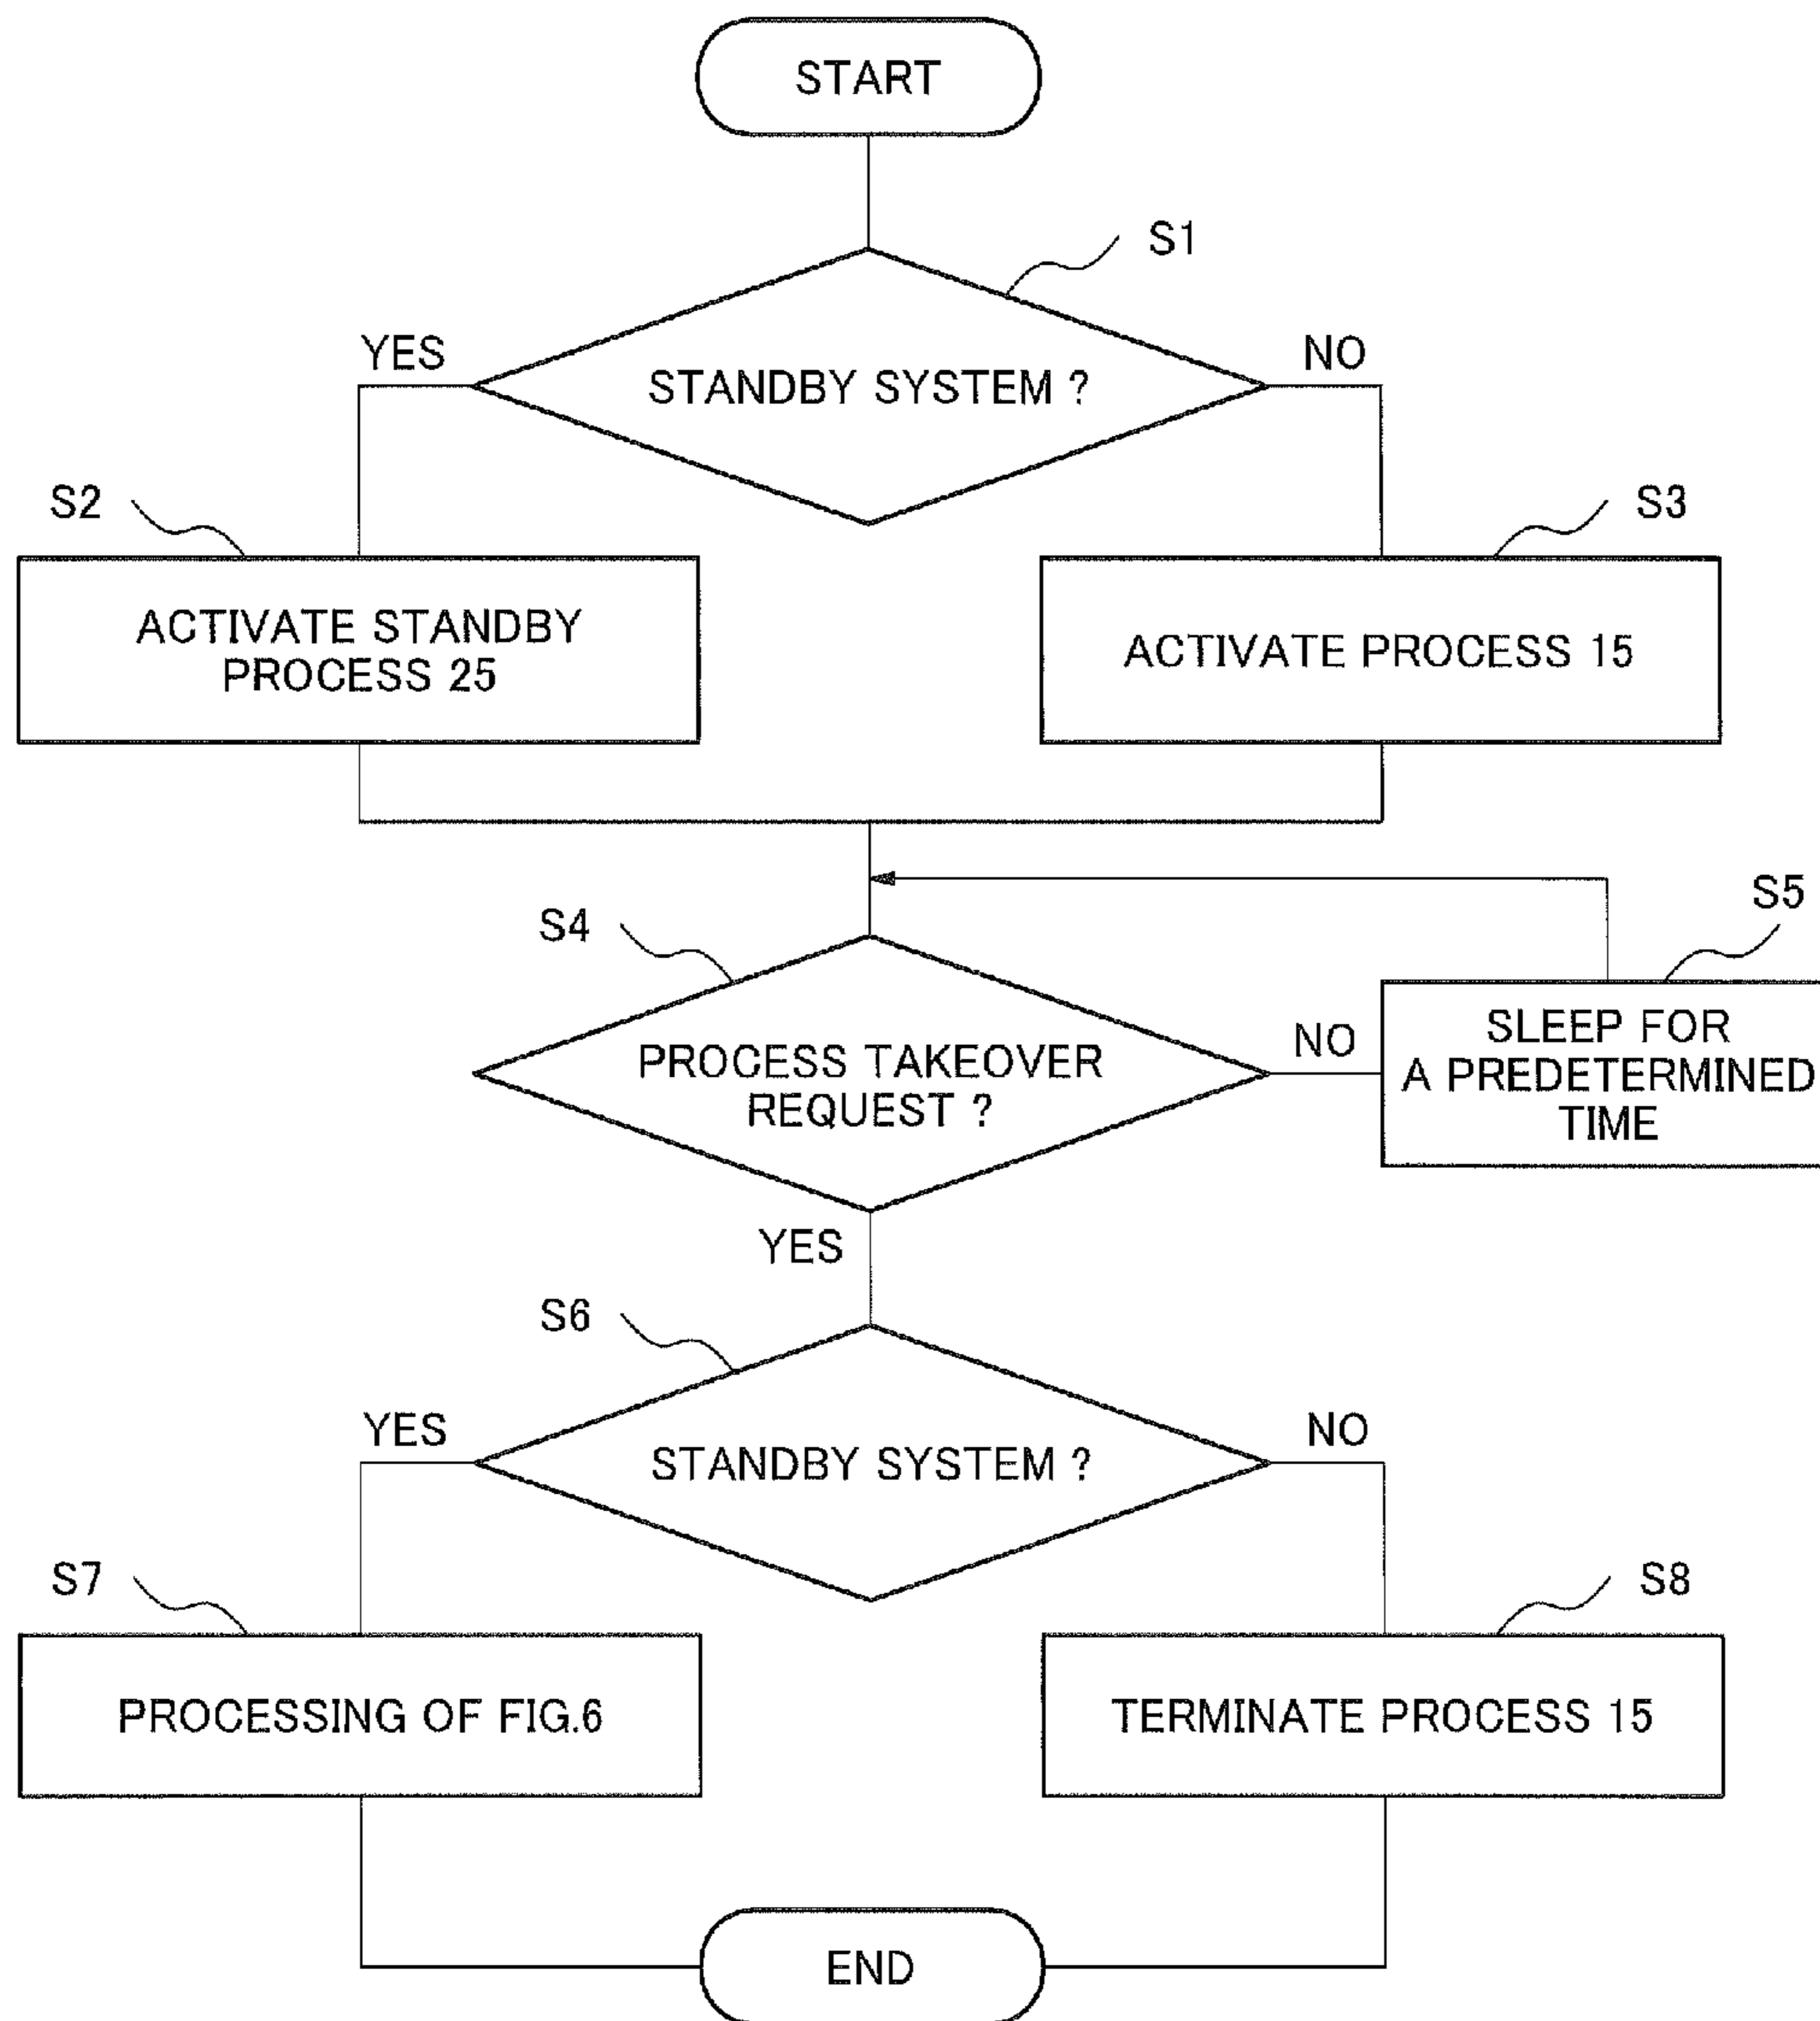 START
S1
YES
NO
STANDBY SYSTEM ?
S2
S3
ACTIVATE STANDBY
PROCESS 25
ACTIVATE PROCESS 15
S4
S5
PROCESS TAKEOVER
REQUEST ?
NO
SLEEP FOR
A PREDETERMINED
TIME
YES
S6
YES
NO
STANDBY SYSTEM ?
S7
S8
PROCESSING OF FIG.6
TERMINATE PROCESS 15
END